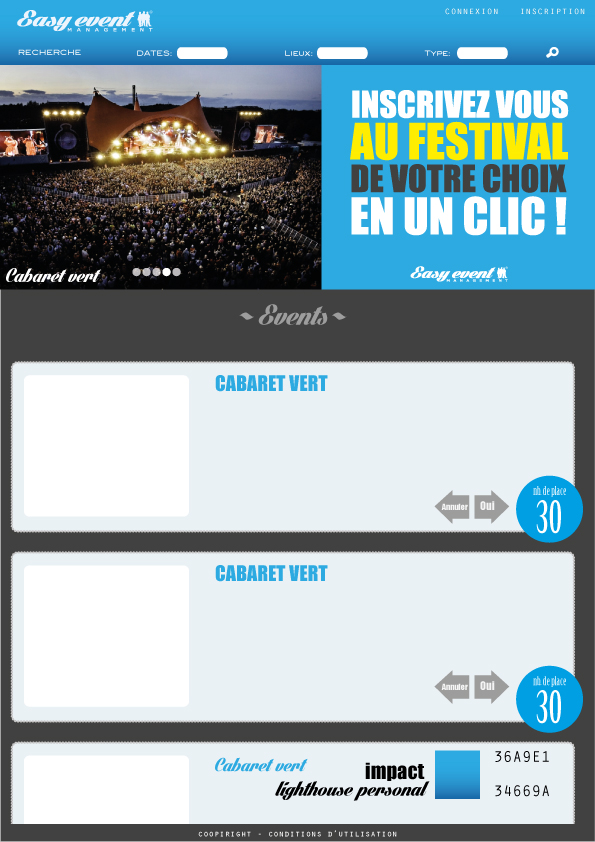 Easy event
MANAGEMENT
CONNEXION INSCRIPTION
RECHERCHE DATES: LIEUX: TYPE:
INSCRIVEZ VOUS
AU FESTIVAL
DE VOTRE CHOIX
EN UN CLIC !
Cabaret vert
Easy event
MANAGEMENT
Events
CABARET VERT
Annuler Oui
nb. de place
30
CABARET VERT
Annuler Oui
nb. de place
30
Cabaret vert
impact
lighthouse personal
36A9E1
34669A
COOPIRIGHT - CONDITIONS D'UTILISATION